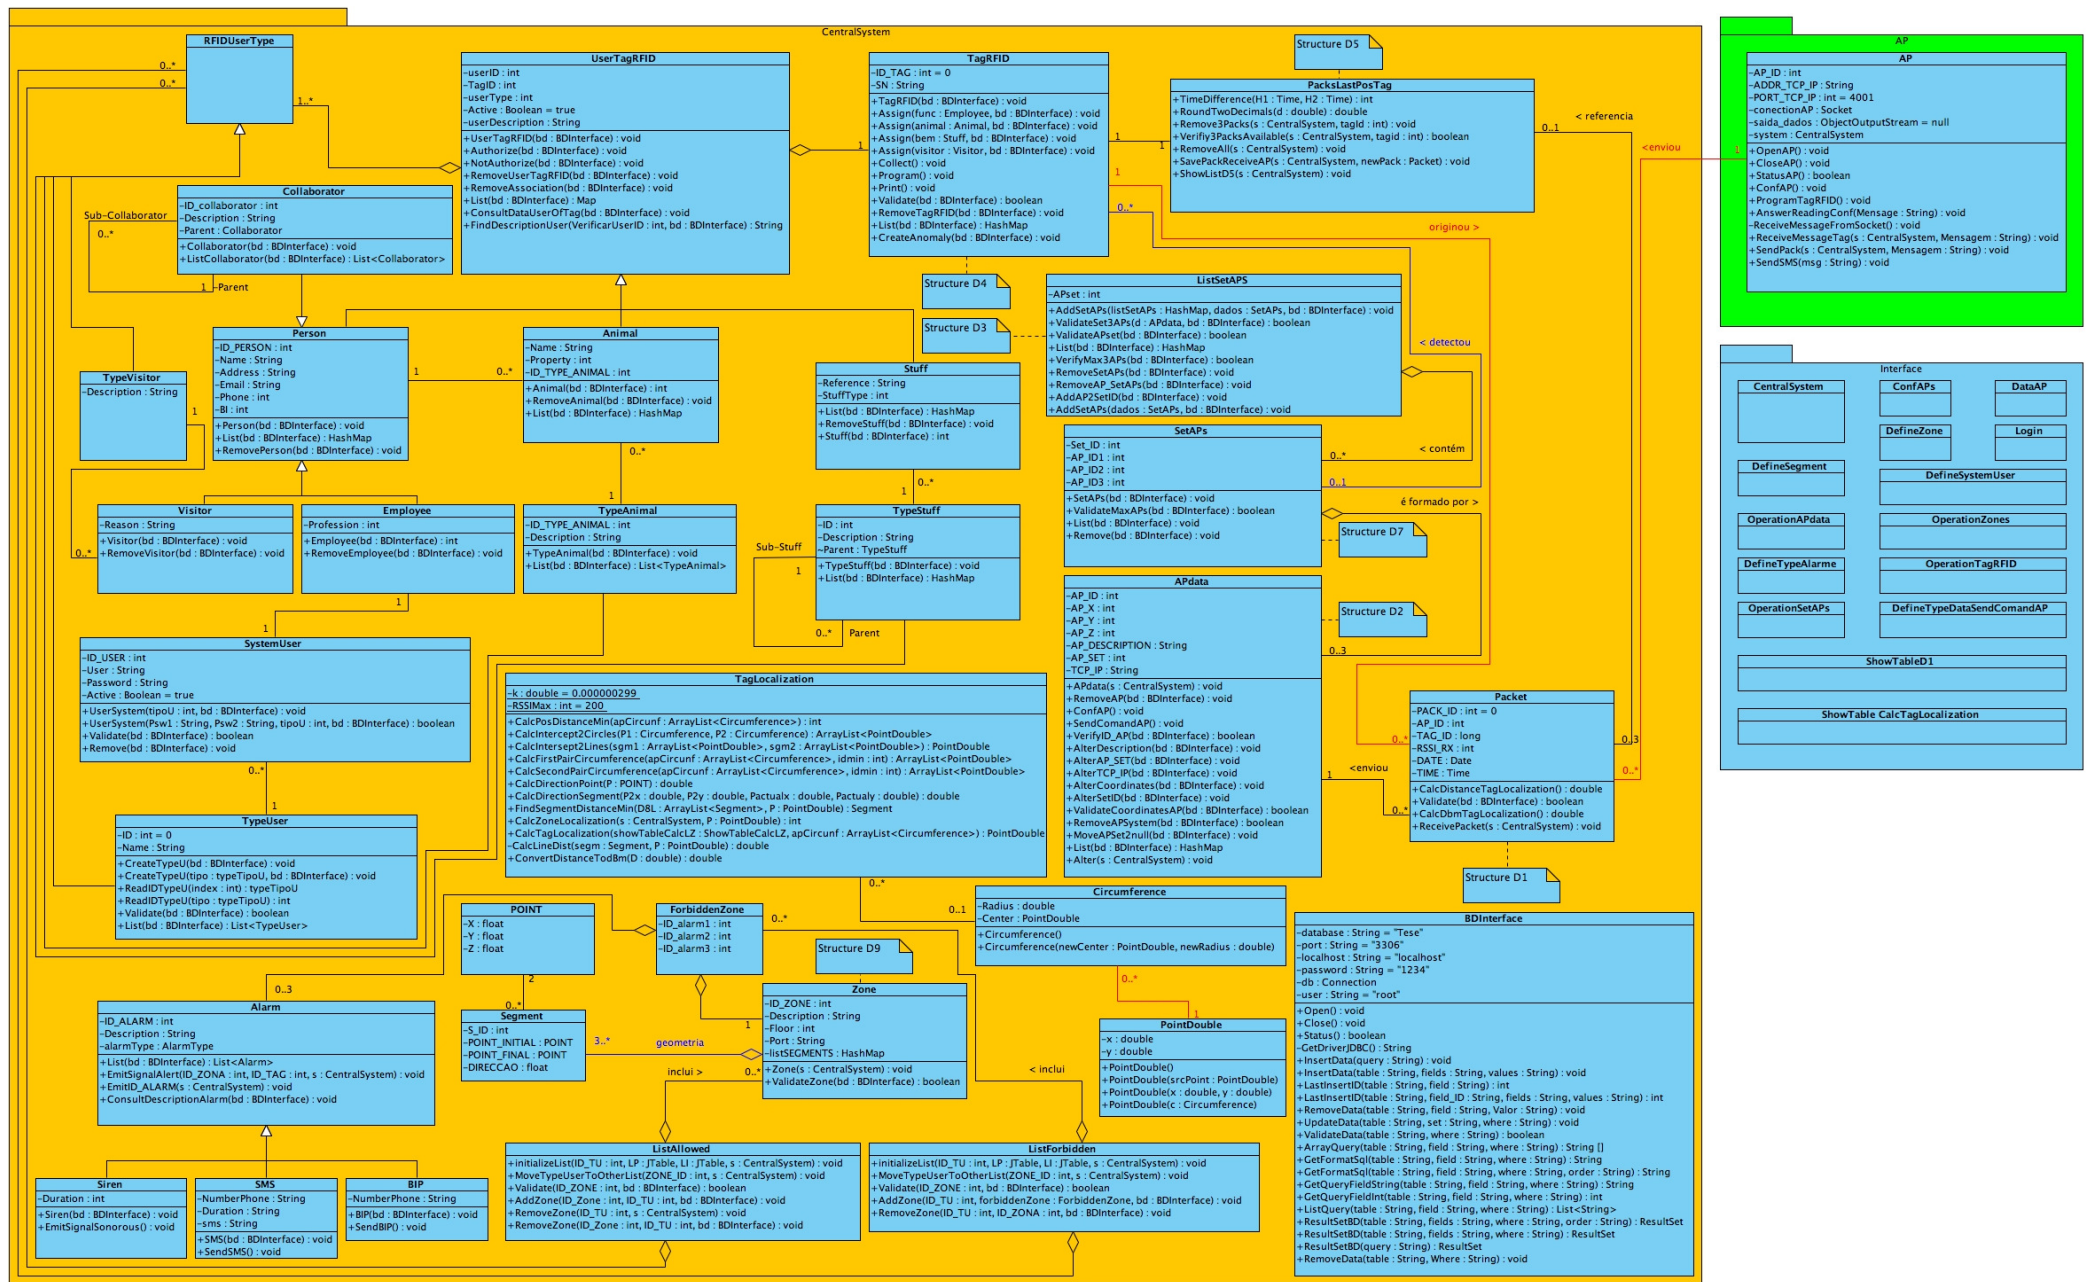 CentralSystem
RFIDUserType
0..*
0..*
1..*
UserTagRFID
-userID : int
-TagID : int
-userType : int
-Active : Boolean = true
-userDescription : String
+UserTagRFID(bd : BDInterface) : void
+Authorize(bd : BDInterface) : void
+NotAuthorize(bd : BDInterface) : void
+RemoveUserTagRFID(bd : BDInterface) : void
+RemoveAssociation(bd : BDInterface) : void
+List(bd : BDInterface) : Map
+ConsultDataUserOfTag(bd : BDInterface) : void
+FindDescriptionUser(VerificarUserID : int, bd : BDInterface) : String
1
TagRFID
-ID_TAG : int = 0
-SN : String
+TagRFID(bd : BDInterface) : void
+Assign(func : Employee, bd : BDInterface) : void
+Assign(animal : Animal, bd : BDInterface) : void
+Assign(bem : Stuff, bd : BDInterface) : void
+Assign(visitor : Visitor, bd : BDInterface) : void
+Collect() : void
+Program() : void
+Print() : void
+Validate(bd : BDInterface) : boolean
+RemoveTagRFID(bd : BDInterface) : void
+List(bd : BDInterface) : HashMap
+CreateAnomaly(bd : BDInterface) : void
1
1
1
0..*
originou >
Structure D5
PacksLastPosTag
+TimeDifference(H1 : Time, H2 : Time) : int
+RoundTwoDecimals(d : double) : double
+Remove3Packs(s : CentralSystem, tagId : int) : void
+Verifiy3PacksAvailable(s : CentralSystem, tagid : int) : boolean
+RemoveAll(s : CentralSystem) : void
+SavePackReceiveAP(s : CentralSystem, newPack : Packet) : void
+ShowListD5(s : CentralSystem) : void
0..1
< referencia
<enviou
1
AP
AP
-AP_ID : int
-ADDR_TCP_IP : String
-PORT_TCP_IP : int = 4001
-conectionAP : Socket
-saida_dados : ObjectOutputStream = null
-system : CentralSystem
+OpenAP() : void
+CloseAP() : void
+StatusAP() : boolean
+ConfAP() : void
+ProgramTagRFID() : void
+AnswerReadingConf(Mensage : String) : void
-ReceiveMessageFromSocket() : void
+ReceiveMessageTag(s : CentralSystem, Mensagem : String) : void
+SendPack(s : CentralSystem, Mensagem : String) : void
+SendSMS(msg : String) : void
Collaborator
-ID_collaborator : int
-Description : String
-Parent : Collaborator
+Collaborator(bd : BDInterface) : void
+ListCollaborator(bd : BDInterface) : List<Collaborator>
Sub-Collaborator
0..*
1
-Parent
Structure D4
Structure D3
ListSetAPS
-APset : int
+AddSetAPs(listSetAPs : HashMap, dados : SetAPs, bd : BDInterface) : void
+ValidateSet3APs(d : APdata, bd : BDInterface) : boolean
+ValidateAPset(bd : BDInterface) : boolean
+List(bd : BDInterface) : HashMap
+VerifyMax3APs(bd : BDInterface) : boolean
+RemoveSetAPs(bd : BDInterface) : void
+RemoveAP_SetAPs(bd : BDInterface) : void
+AddAP2SetID(bd : BDInterface) : void
+AddSetAPs(dados : SetAPs, bd : BDInterface) : void
< detectou
TypeVisitor
-Description : String
1
0..*
Person
-ID_PERSON : int
-Name : String
-Address : String
-Email : String
-Phone : int
-BI : int
+Person(bd : BDInterface) : void
+List(bd : BDInterface) : HashMap
+RemovePerson(bd : BDInterface) : void
1
0..*
Animal
-Name : String
-Property : int
-ID_TYPE_ANIMAL : int
+Animal(bd : BDInterface) : int
+RemoveAnimal(bd : BDInterface) : void
+List(bd : BDInterface) : HashMap
0..*
1
Stuff
-Reference : String
-StuffType : int
+List(bd : BDInterface) : HashMap
+RemoveStuff(bd : BDInterface) : void
+Stuff(bd : BDInterface) : int
0..*
1
SetAPs
-Set_ID : int
-AP_ID1 : int
-AP_ID2 : int
-AP_ID3 : int
+SetAPs(bd : BDInterface) : void
+ValidateMaxAPs(bd : BDInterface) : boolean
+List(bd : BDInterface) : void
+Remove(bd : BDInterface) : void
0..*
< contém
0..1
é formado por >
Structure D7
Interface
CentralSystem
ConfAPs
DataAP
DefineZone
Login
DefineSegment
DefineSystemUser
OperationAPdata
OperationZones
DefineTypeAlarme
OperationTagRFID
OperationSetAPs
DefineTypeDataSendComandAP
ShowTableD1
ShowTable CalcTagLocalization
Visitor
-Reason : String
+Visitor(bd : BDInterface) : void
+RemoveVisitor(bd : BDInterface) : void
Employee
-Profession : int
+Employee(bd : BDInterface) : int
+RemoveEmployee(bd : BDInterface) : void
1
1
TypeAnimal
-ID_TYPE_ANIMAL : int
-Description : String
+TypeAnimal(bd : BDInterface) : void
+List(bd : BDInterface) : List<TypeAnimal>
TypeStuff
-ID : int
-Description : String
~Parent : TypeStuff
+TypeStuff(bd : BDInterface) : void
+List(bd : BDInterface) : HashMap
Sub-Stuff
1
0..*
Parent
APdata
-AP_ID : int
-AP_X : int
-AP_Y : int
-AP_Z : int
-AP_DESCRIPTION : String
-AP_SET : int
-TCP_IP : String
+APdata(s : CentralSystem) : void
+RemoveAP(bd : BDInterface) : void
+ConfAP() : void
+SendComandAP() : void
+VerifyID_AP(bd : BDInterface) : boolean
+AlterDescription(bd : BDInterface) : void
+AlterAP_SET(bd : BDInterface) : void
+AlterTCP_IP(bd : BDInterface) : void
+AlterCoordinates(bd : BDInterface) : void
+AlterSetID(bd : BDInterface) : void
+ValidateCoordinatesAP(bd : BDInterface) : boolean
+RemoveAPSystem(bd : BDInterface) : boolean
+MoveAPSet2null(bd : BDInterface) : void
+List(bd : BDInterface) : HashMap
+Alter(s : CentralSystem) : void
Structure D2
0..3
1
<enviou
0..*
Packet
-PACK_ID : int = 0
-AP_ID : int
-TAG_ID : long
-RSSI_RX : int
-DATE : Date
-TIME : Time
+CalcDistanceTagLocalization() : double
+Validate(bd : BDInterface) : boolean
+CalcDbmTagLocalization() : double
+ReceivePacket(s : CentralSystem) : void
0..*
0..3
0..*
Structure D1
SystemUser
-ID_USER : int
-User : String
-Password : String
-Active : Boolean = true
+UserSystem(tipoU : int, bd : BDInterface) : void
+UserSystem(Psw1 : String, Psw2 : String, tipoU : int, bd : BDInterface) : boolean
+Validate(bd : BDInterface) : boolean
+Remove(bd : BDInterface) : void
0..*
1
TagLocalization
-k : double = 0.000000299
-RSSIMax : int = 200
+CalcPosDistanceMin(apCircunf : ArrayList<Circumference>) : int
+CalcIntercept2Circles(P1 : Circumference, P2 : Circumference) : ArrayList<PointDouble>
+CalcIntersept2Lines(sgm1 : ArrayList<PointDouble>, sgm2 : ArrayList<PointDouble>) : PointDouble
+CalcFirstPairCircumference(apCircunf : ArrayList<Circumference>, idmin : int) : ArrayList<PointDouble>
+CalcSecondPairCircumference(apCircunf : ArrayList<Circumference>, idmin : int) : ArrayList<PointDouble>
+CalcDirectionPoint(P : POINT) : double
+CalcDirectionSegment(P2x : double, P2y : double, Pactualx : double, Pactualy : double) : double
+FindSegmentDistanceMin(D8L : ArrayList<Segment>, P : PointDouble) : Segment
+CalcZoneLocalization(s : CentralSystem, P : PointDouble) : int
+CalcTagLocalization(showTableCalcLZ : ShowTableCalcLZ, apCircunf : ArrayList<Circumference>) : PointDouble
-CalcLineDist(segm : Segment, P : PointDouble) : double
+ConvertDistanceTodBm(D : double) : double
0..*
0..1
TypeUser
-ID : int = 0
-Name : String
+CreateTypeU(bd : BDInterface) : void
+CreateTypeU(tipo : typeTipoU, bd : BDInterface) : void
+ReadIDTypeU(index : int) : typeTipoU
+ReadIDTypeU(tipo : typeTipoU) : int
+Validate(bd : BDInterface) : boolean
+List(bd : BDInterface) : List<TypeUser>
POINT
-X : float
-Y : float
-Z : float
2
0..*
ForbiddenZone
-ID_alarm1 : int
-ID_alarm2 : int
-ID_alarm3 : int
0..*
1
Structure D9
Circumference
-Radius : double
-Center : PointDouble
+Circumference()
+Circumference(newCenter : PointDouble, newRadius : double)
0..*
1
BDInterface
-database : String = "Tese"
-port : String = "3306"
-localhost : String = "localhost"
-password : String = "1234"
-db : Connection
-user : String = "root"
+Open() : void
+Close() : void
+Status() : boolean
-GetDriverJDBC() : String
+InsertData(query : String) : void
+InsertData(table : String, fields : String, values : String) : void
+LastInsertID(table : String, field : String) : int
+LastInsertID(table : String, field_ID : String, fields : String, values : String) : int
+RemoveData(table : String, field : String, Valor : String) : void
+UpdateData(table : String, set : String, where : String) : void
+ValidateData(table : String, where : String) : boolean
+ArrayQuery(table : String, field : String, where : String) : String []
+GetFormatSql(table : String, field : String, where : String) : String
+GetFormatSql(table : String, field : String, where : String, order : String) : String
+GetQueryFieldString(table : String, field : String, where : String) : String
+GetQueryFieldInt(table : String, field : String, where : String) : int
+ListQuery(table : String, field : String, where : String) : List<String>
+ResultSetBD(table : String, fields : String, where : String, order : String) : ResultSet
+ResultSetBD(table : String, fields : String, where : String) : ResultSet
+ResultSetBD(query : String) : ResultSet
+RemoveData(table : String, Where : String) : void
0..3
Alarm
-ID_ALARM : int
-Description : String
-alarmType : AlarmType
+List(bd : BDInterface) : List<Alarm>
+EmitSignalAlert(ID_ZONA : int, ID_TAG : int, s : CentralSystem) : void
+EmitID_ALARM(s : CentralSystem) : void
+ConsultDescriptionAlarm(bd : BDInterface) : void
Segment
-S_ID : int
-POINT_INITIAL : POINT
-POINT_FINAL : POINT
-DIRECCAO : float
3..*
geometria
Zone
-ID_ZONE : int
-Description : String
-Floor : int
-Port : String
-listSEGMENTS : HashMap
+Zone(s : CentralSystem) : void
+ValidateZone(bd : BDInterface) : boolean
0..*
inclui >
< inclui
PointDouble
-x : double
-y : double
+PointDouble()
+PointDouble(srcPoint : PointDouble)
+PointDouble(x : double, y : double)
+PointDouble(c : Circumference)
Siren
-Duration : int
+Siren(bd : BDInterface) : void
+EmitSignalSonorous() : void
SMS
-NumberPhone : String
-Duration : String
-sms : String
+SMS(bd : BDInterface) : void
+SendSMS() : void
BIP
-NumberPhone : String
+BIP(bd : BDInterface) : void
+SendBIP() : void
ListAllowed
+initializeList(ID_TU : int, LP : JTable, LI : JTable, s : CentralSystem) : void
+MoveTypeUserToOtherList(ZONE_ID : int, s : CentralSystem) : void
+Validate(ID_ZONE : int, bd : BDInterface) : boolean
+AddZone(ID_Zone : int, ID_TU : int, bd : BDInterface) : void
+RemoveZone(ID_TU : int, s : CentralSystem) : void
+RemoveZone(ID_Zone : int, ID_TU : int, bd : BDInterface) : void
ListForbidden
+initializeList(ID_TU : int, LP : JTable, LI : JTable, s : CentralSystem) : void
+MoveTypeUserToOtherList(ZONE_ID : int, s : CentralSystem) : void
+Validate(ID_ZONE : int, bd : BDInterface) : boolean
+AddZone(ID_TU : int, forbiddenZone : ForbiddenZone, bd : BDInterface) : void
+RemoveZone(ID_TU : int, ID_ZONA : int, bd : BDInterface) : void